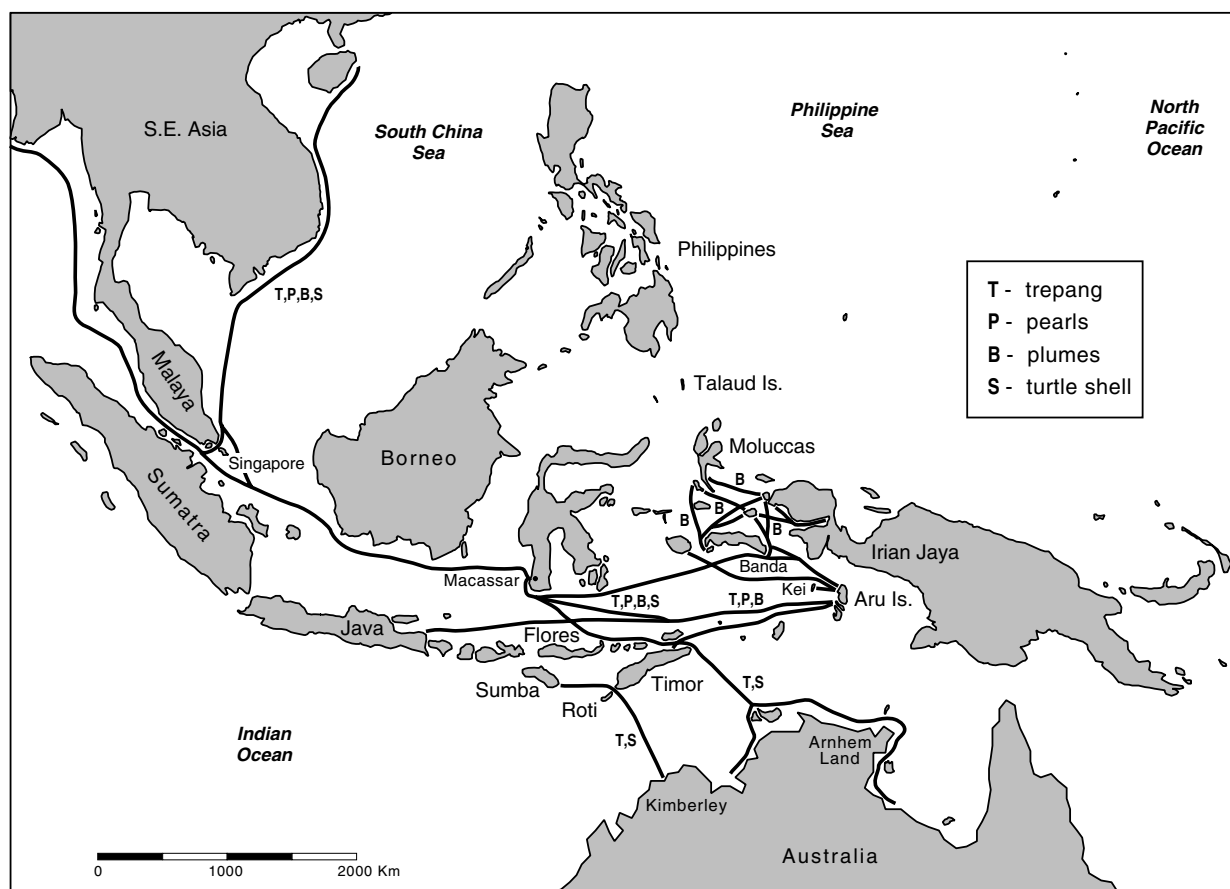 S.E. Asia
South China
Sea
Philippine
Sea
North
Pacific
Ocean
Philippines
T,P,B,S
T - trepang
P - pearls
B - plumes
S - turtle shell
Malaya
Talaud Is.
Moluccas
Singapore
Borneo
Sumatra
B
B
B
B
Irian Jaya
Banda
Macassar
Kei
Aru Is.
T,P,B,S
T,P,B
Java
Flores
Sumba
Timor
Roti
T,S
T,S
Indian
Ocean
Arnhem
Land
Kimberley
Australia
0
1000
2000 Km